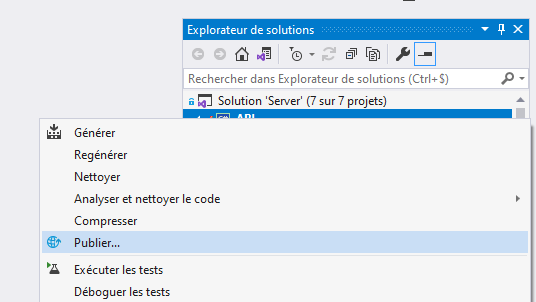 Explorateur de solutions
Rechercher dans Explorateur de solutions (Ctrl+$)
Solution 'Server' (7 sur 7 projets)
Générer
Regénérer
Nettoyer
Analyser et nettoyer le code
Compresser
Publier...
Exécuter les tests
Déboguer les tests